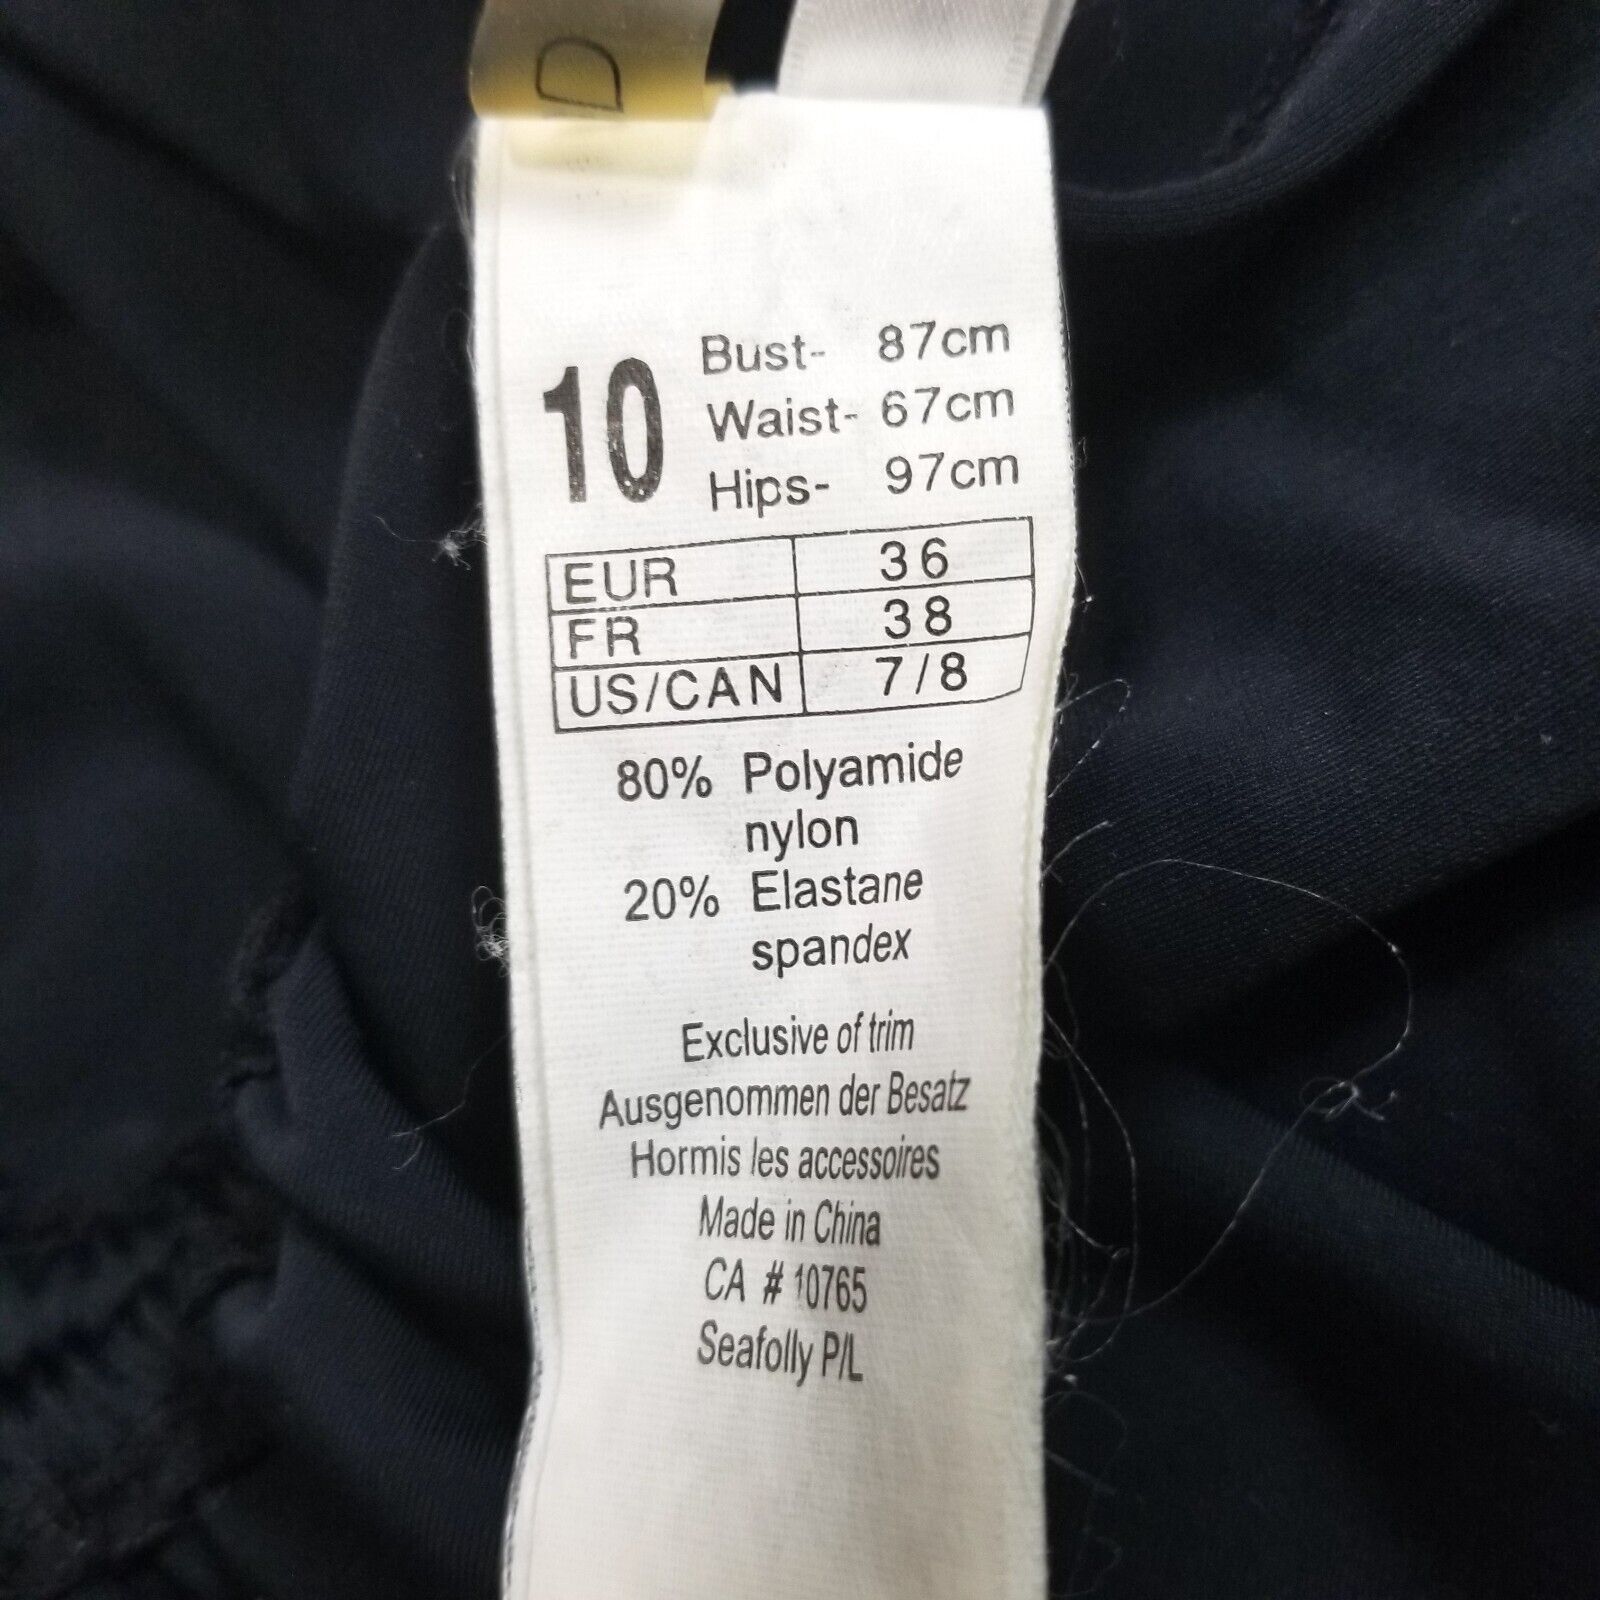 D
10
Bust- 87cm
Waist- 67cm
Hips- 97cm
EUR 36
FR 38
US/CAN 7/8
80% Polyamide
nylon
20% Elastane
spandex
Exclusive of trim
Ausgenommen der Besatz
Hormis les accessoires
Made in China
CA # 10765
Seafolly P/L